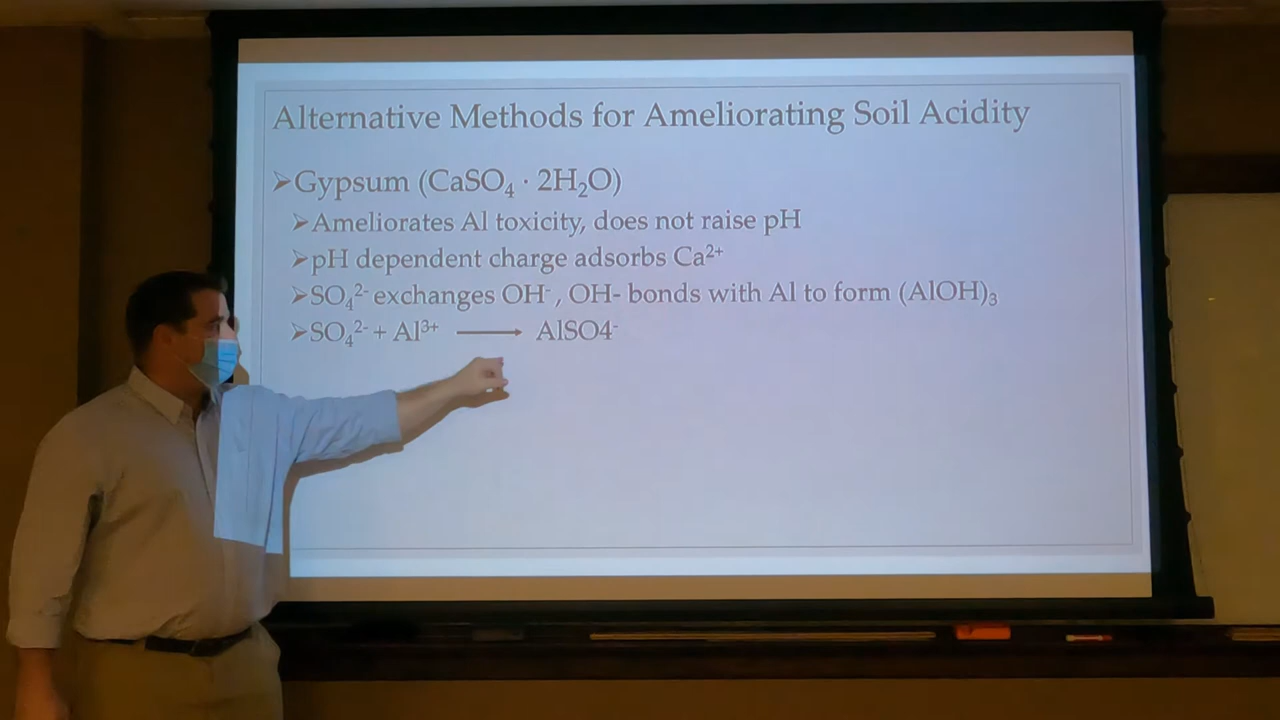 Alternative Methods for Ameliorating Soil Acidity
➤Gypsum (CaSO₄ · 2H₂O)
➤Ameliorates Al toxicity, does not raise pH
➤pH dependent charge adsorbs Ca²⁺
➤SO₄²⁻ exchanges OH⁻, OH- bonds with Al to form (AlOH)₃
➤SO₄²⁻ + Al³⁺ ⟶ AlSO4⁻